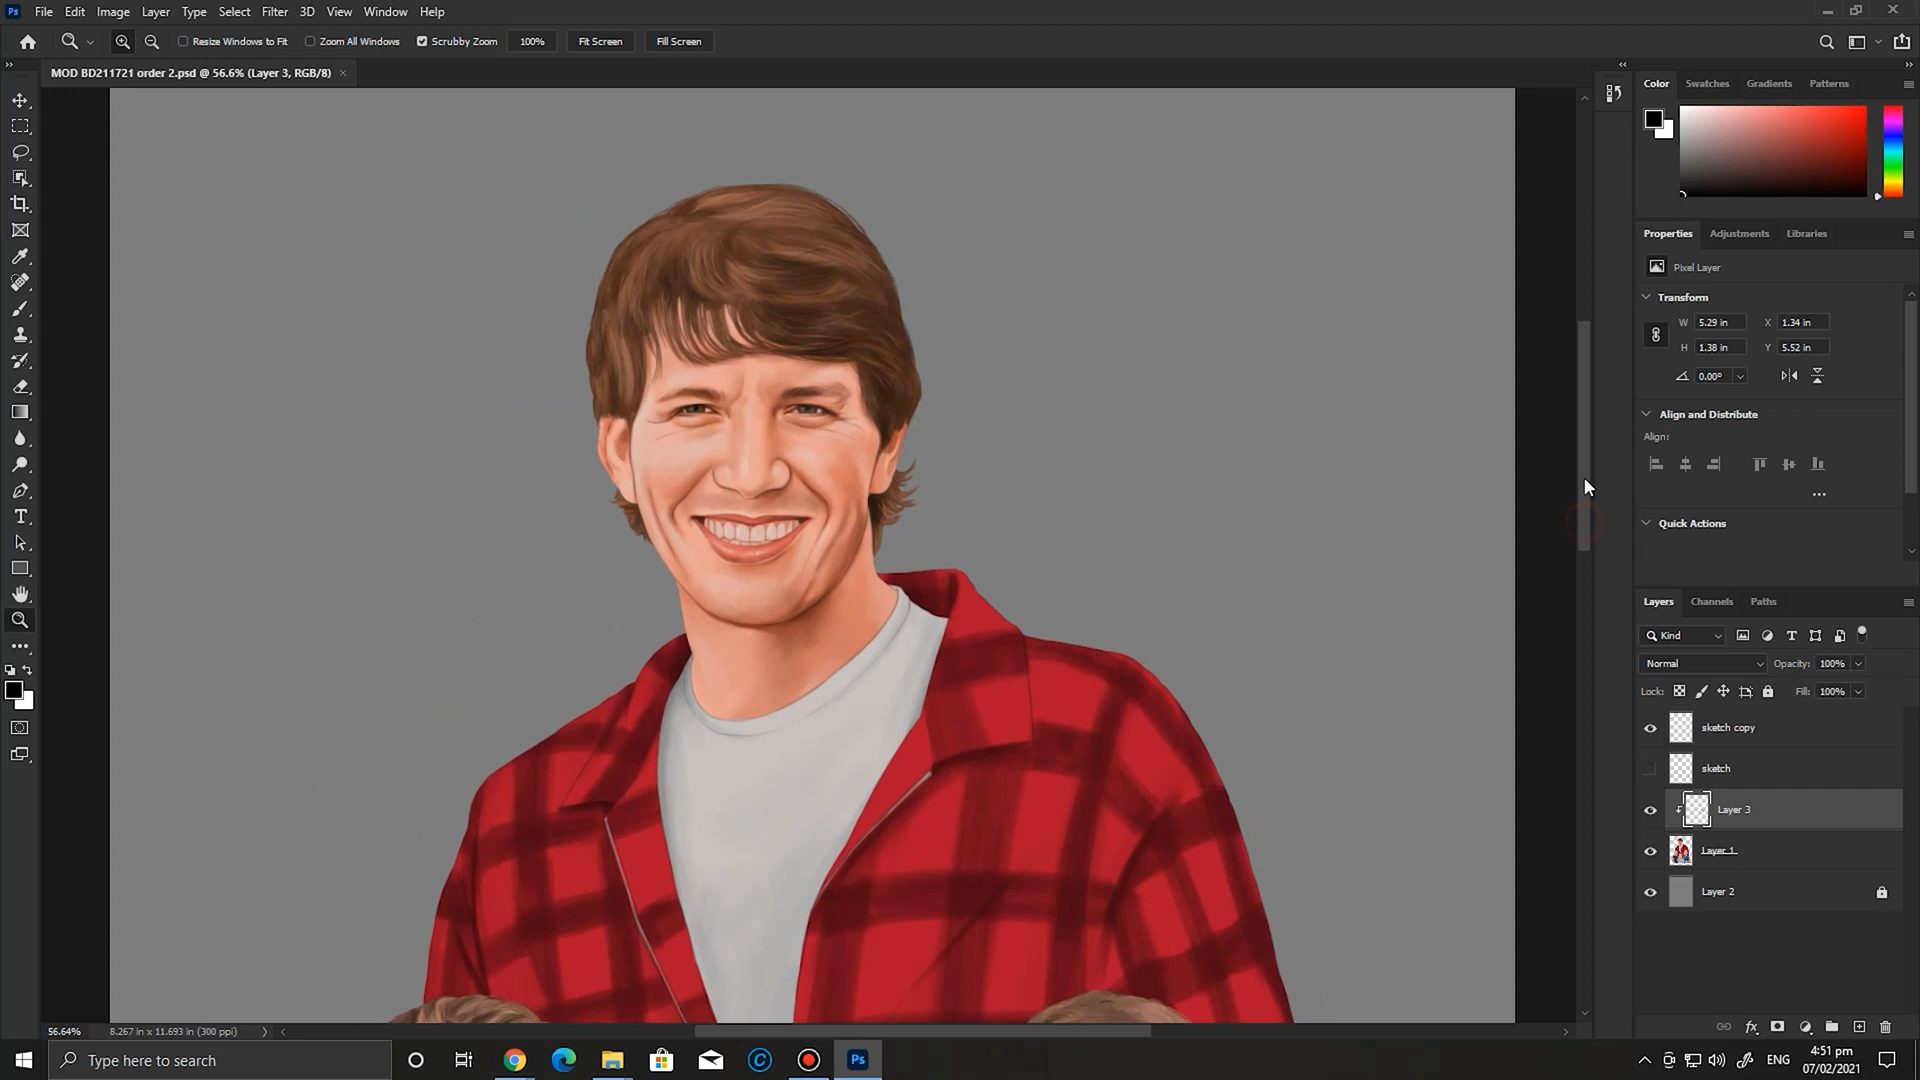 Ps File Edit Image Layer Type Select Filter 3D View Window Help
Resize Windows to Fit Zoom All Windows Scrubby Zoom 100% Fit Screen Fill Screen
MOD BD211721 order 2.psd @ 56.6% (Layer 3, RGB/8) ×
Color Swatches Gradients Patterns
Properties Adjustments Libraries
Pixel Layer
Transform
W 5.29 in X 1.34 in
H 1.38 in Y 5.52 in
0.00°
Align and Distribute
Align:
Quick Actions
Layers Channels Paths
Kind
Normal Opacity: 100%
Lock: Fill: 100%
sketch copy
sketch
Layer 3
Layer 1
Layer 2
56.64% 8.267 in x 11.693 in (300 ppi)
Type here to search
Ps
ENG
4:51 pm
07/02/2021